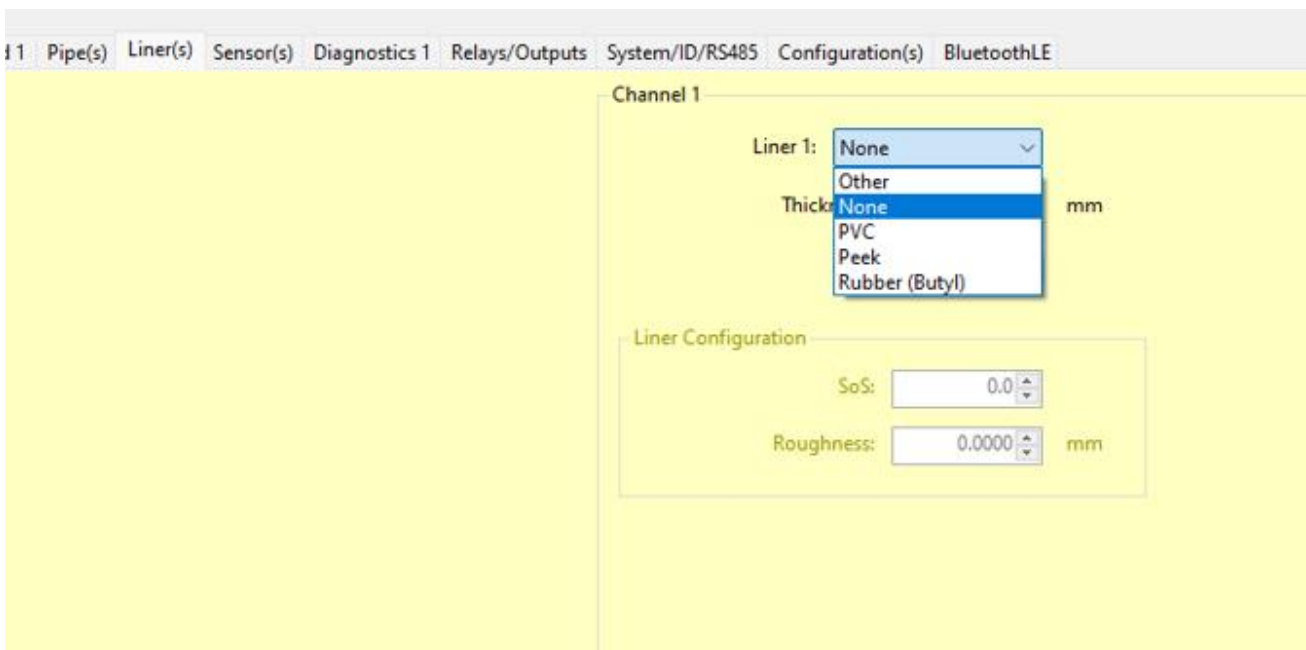 1 Pipe(s) Liner(s) Sensor(s) Diagnostics 1 Relays/Outputs System/ID/RS485 Configuration(s) BluetoothLE
Channel 1
Liner 1: None
Other
None
PVC
Peek
Rubber (Butyl)
mm
Liner Configuration
SoS: 0.0
Roughness: 0.0000 mm